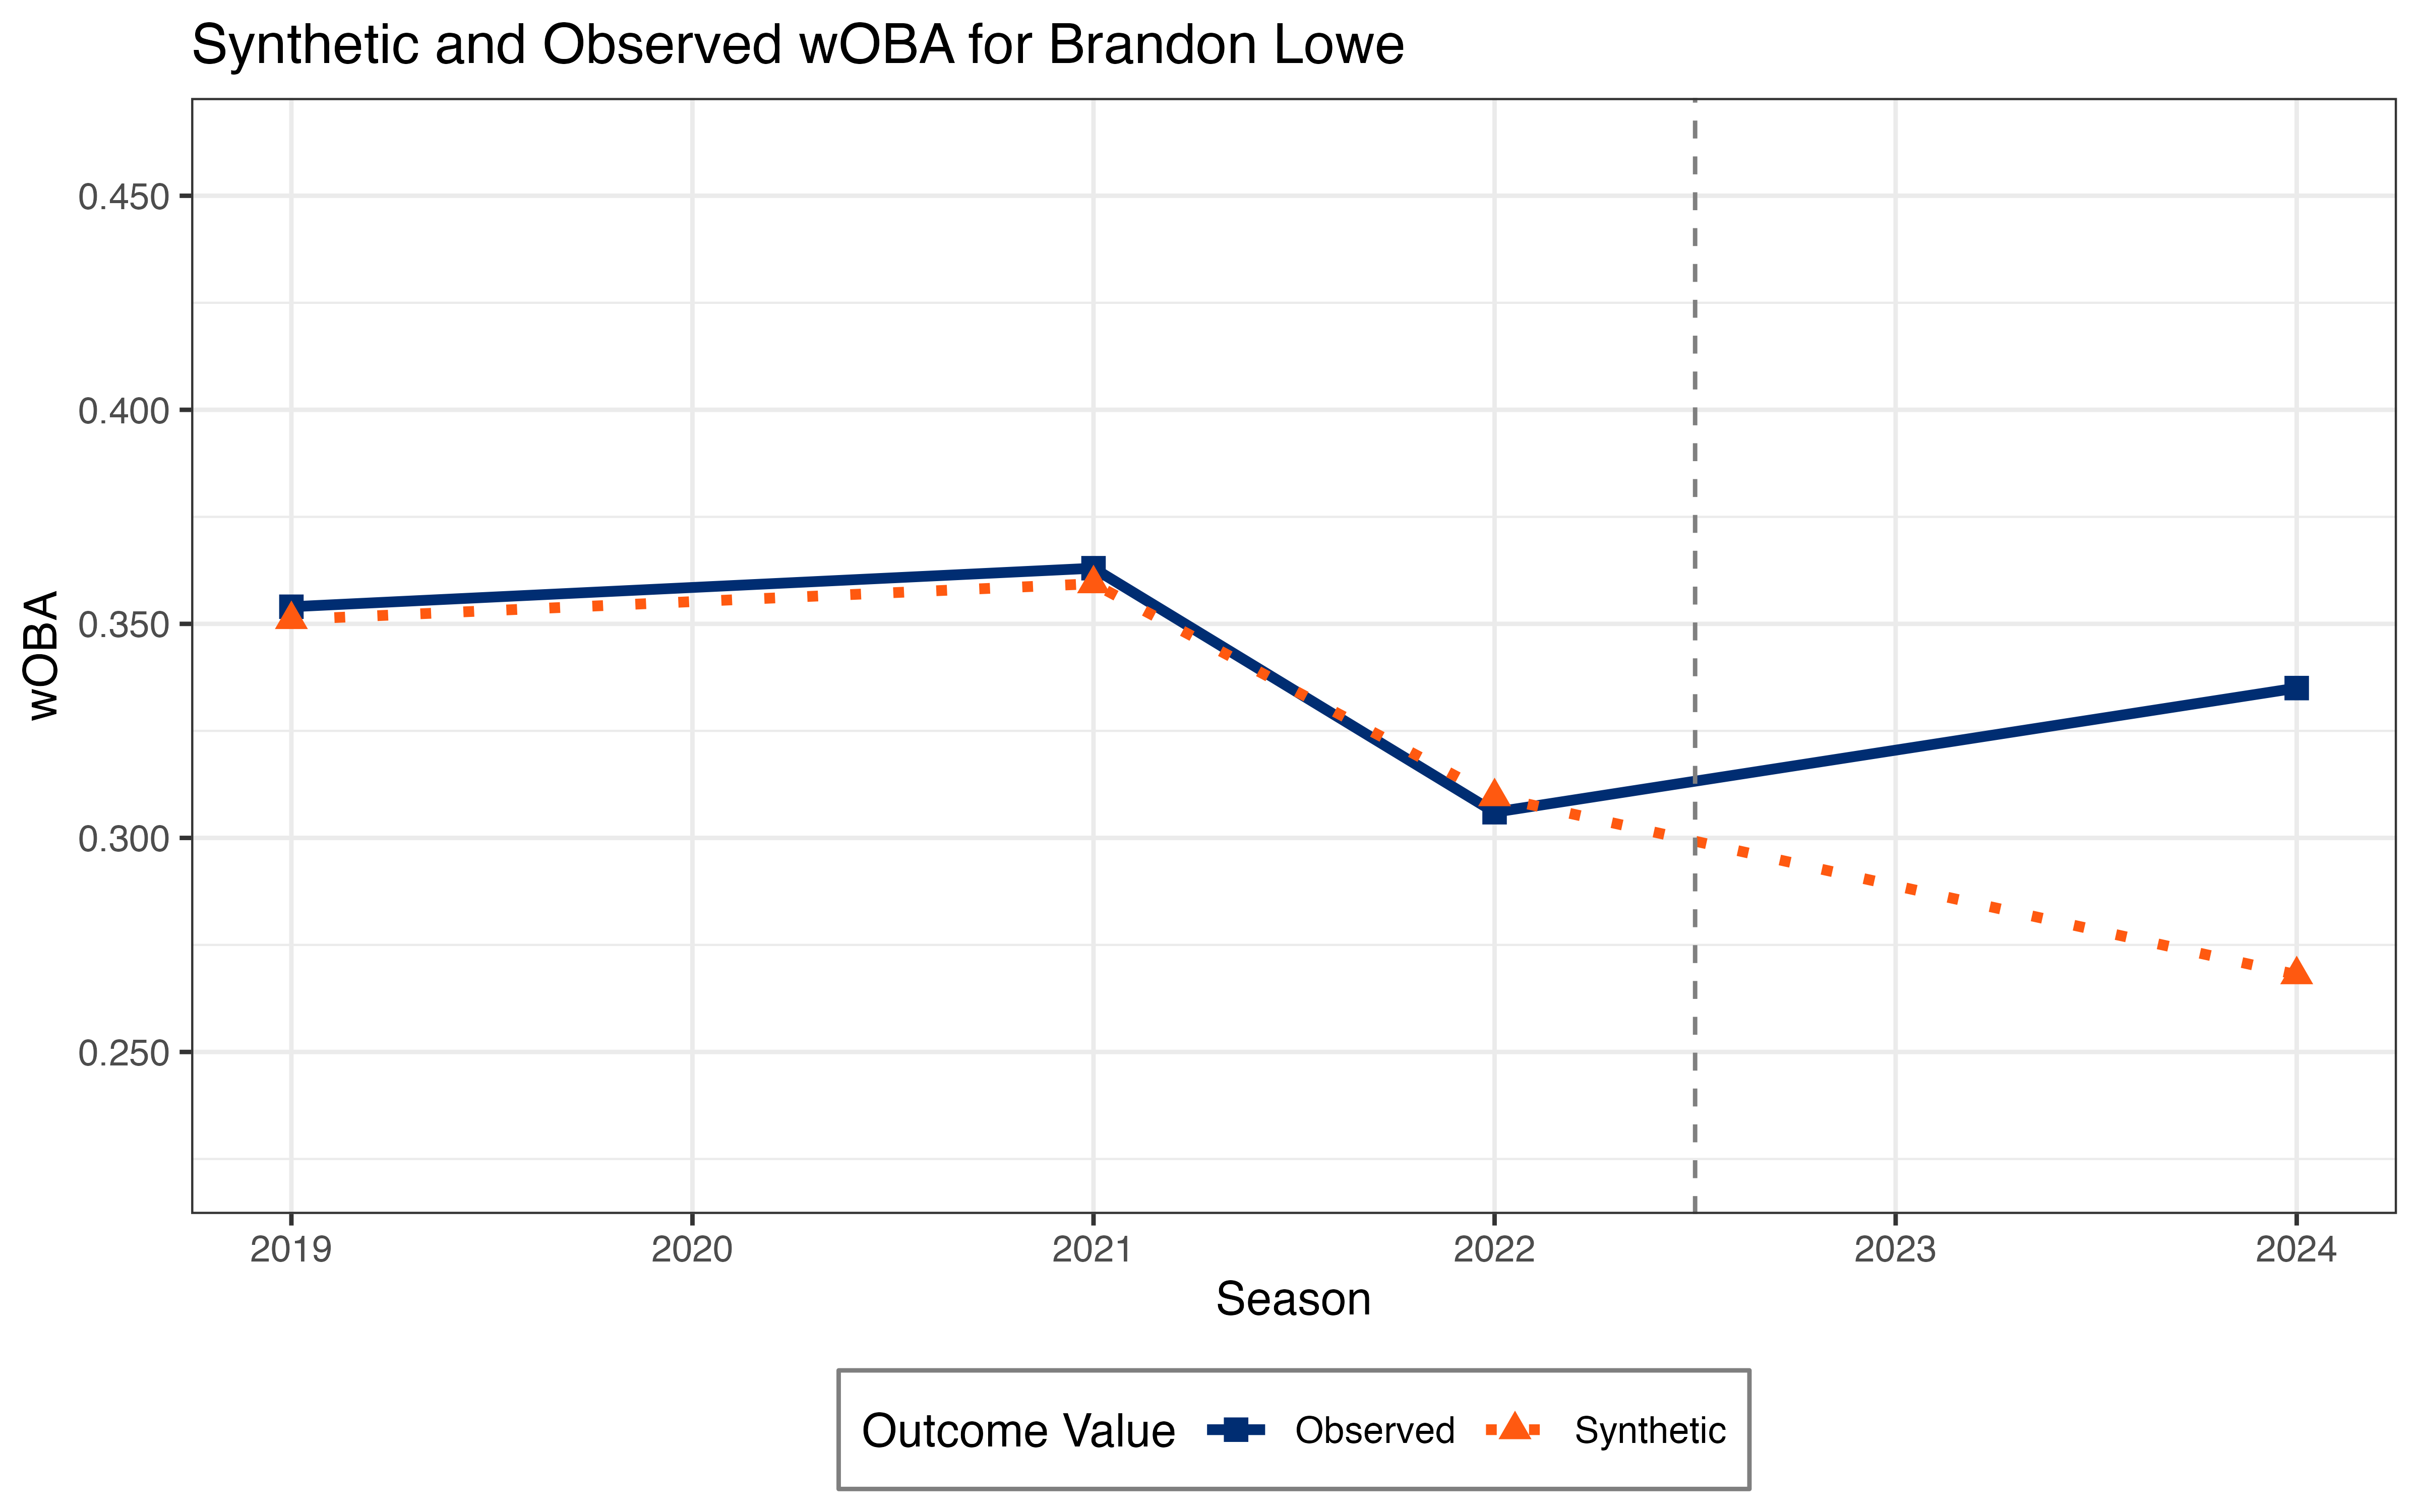 Synthetic and Observed wOBA for Brandon Lowe
wOBA
0.450
0.400
0.350
0.300
0.250
2019 2020 2021 2022 2023 2024
Season
Outcome Value Observed Synthetic